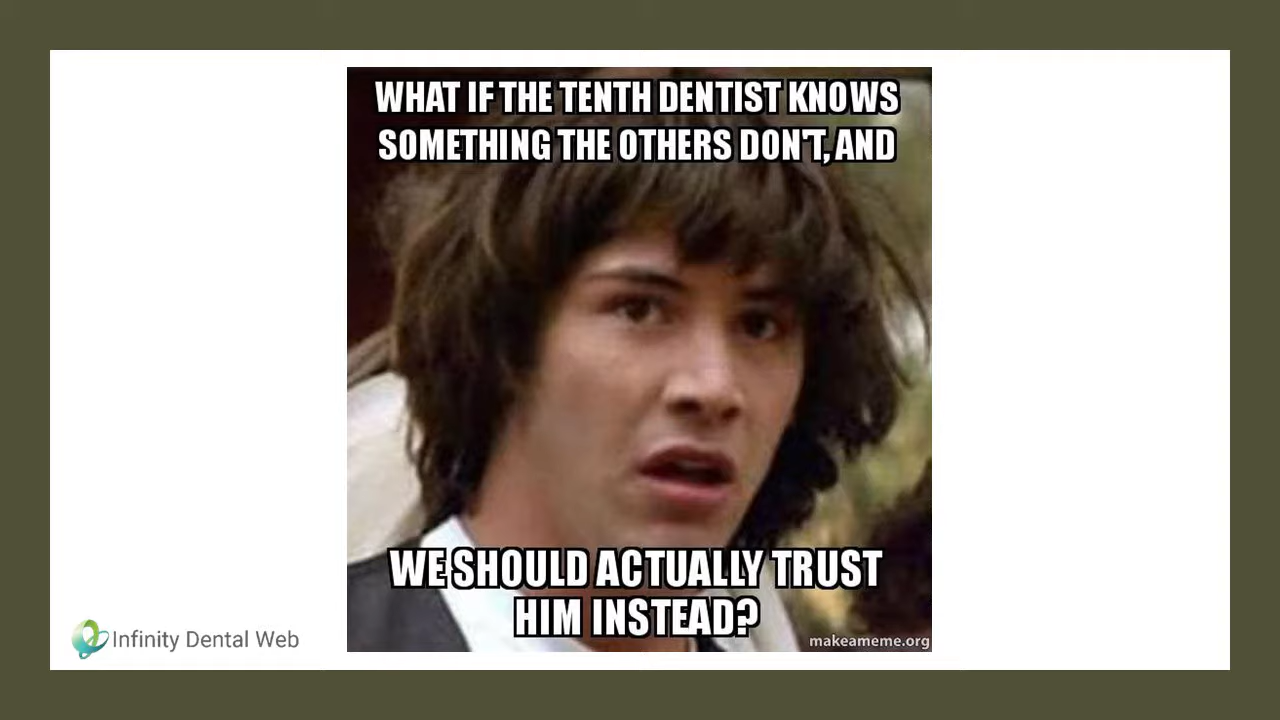 WHAT IF THE TENTH DENTIST KNOWS
SOMETHING THE OTHERS DON'T, AND
WE SHOULD ACTUALLY TRUST
HIM INSTEAD?
Infinity Dental Web
makeameme.org